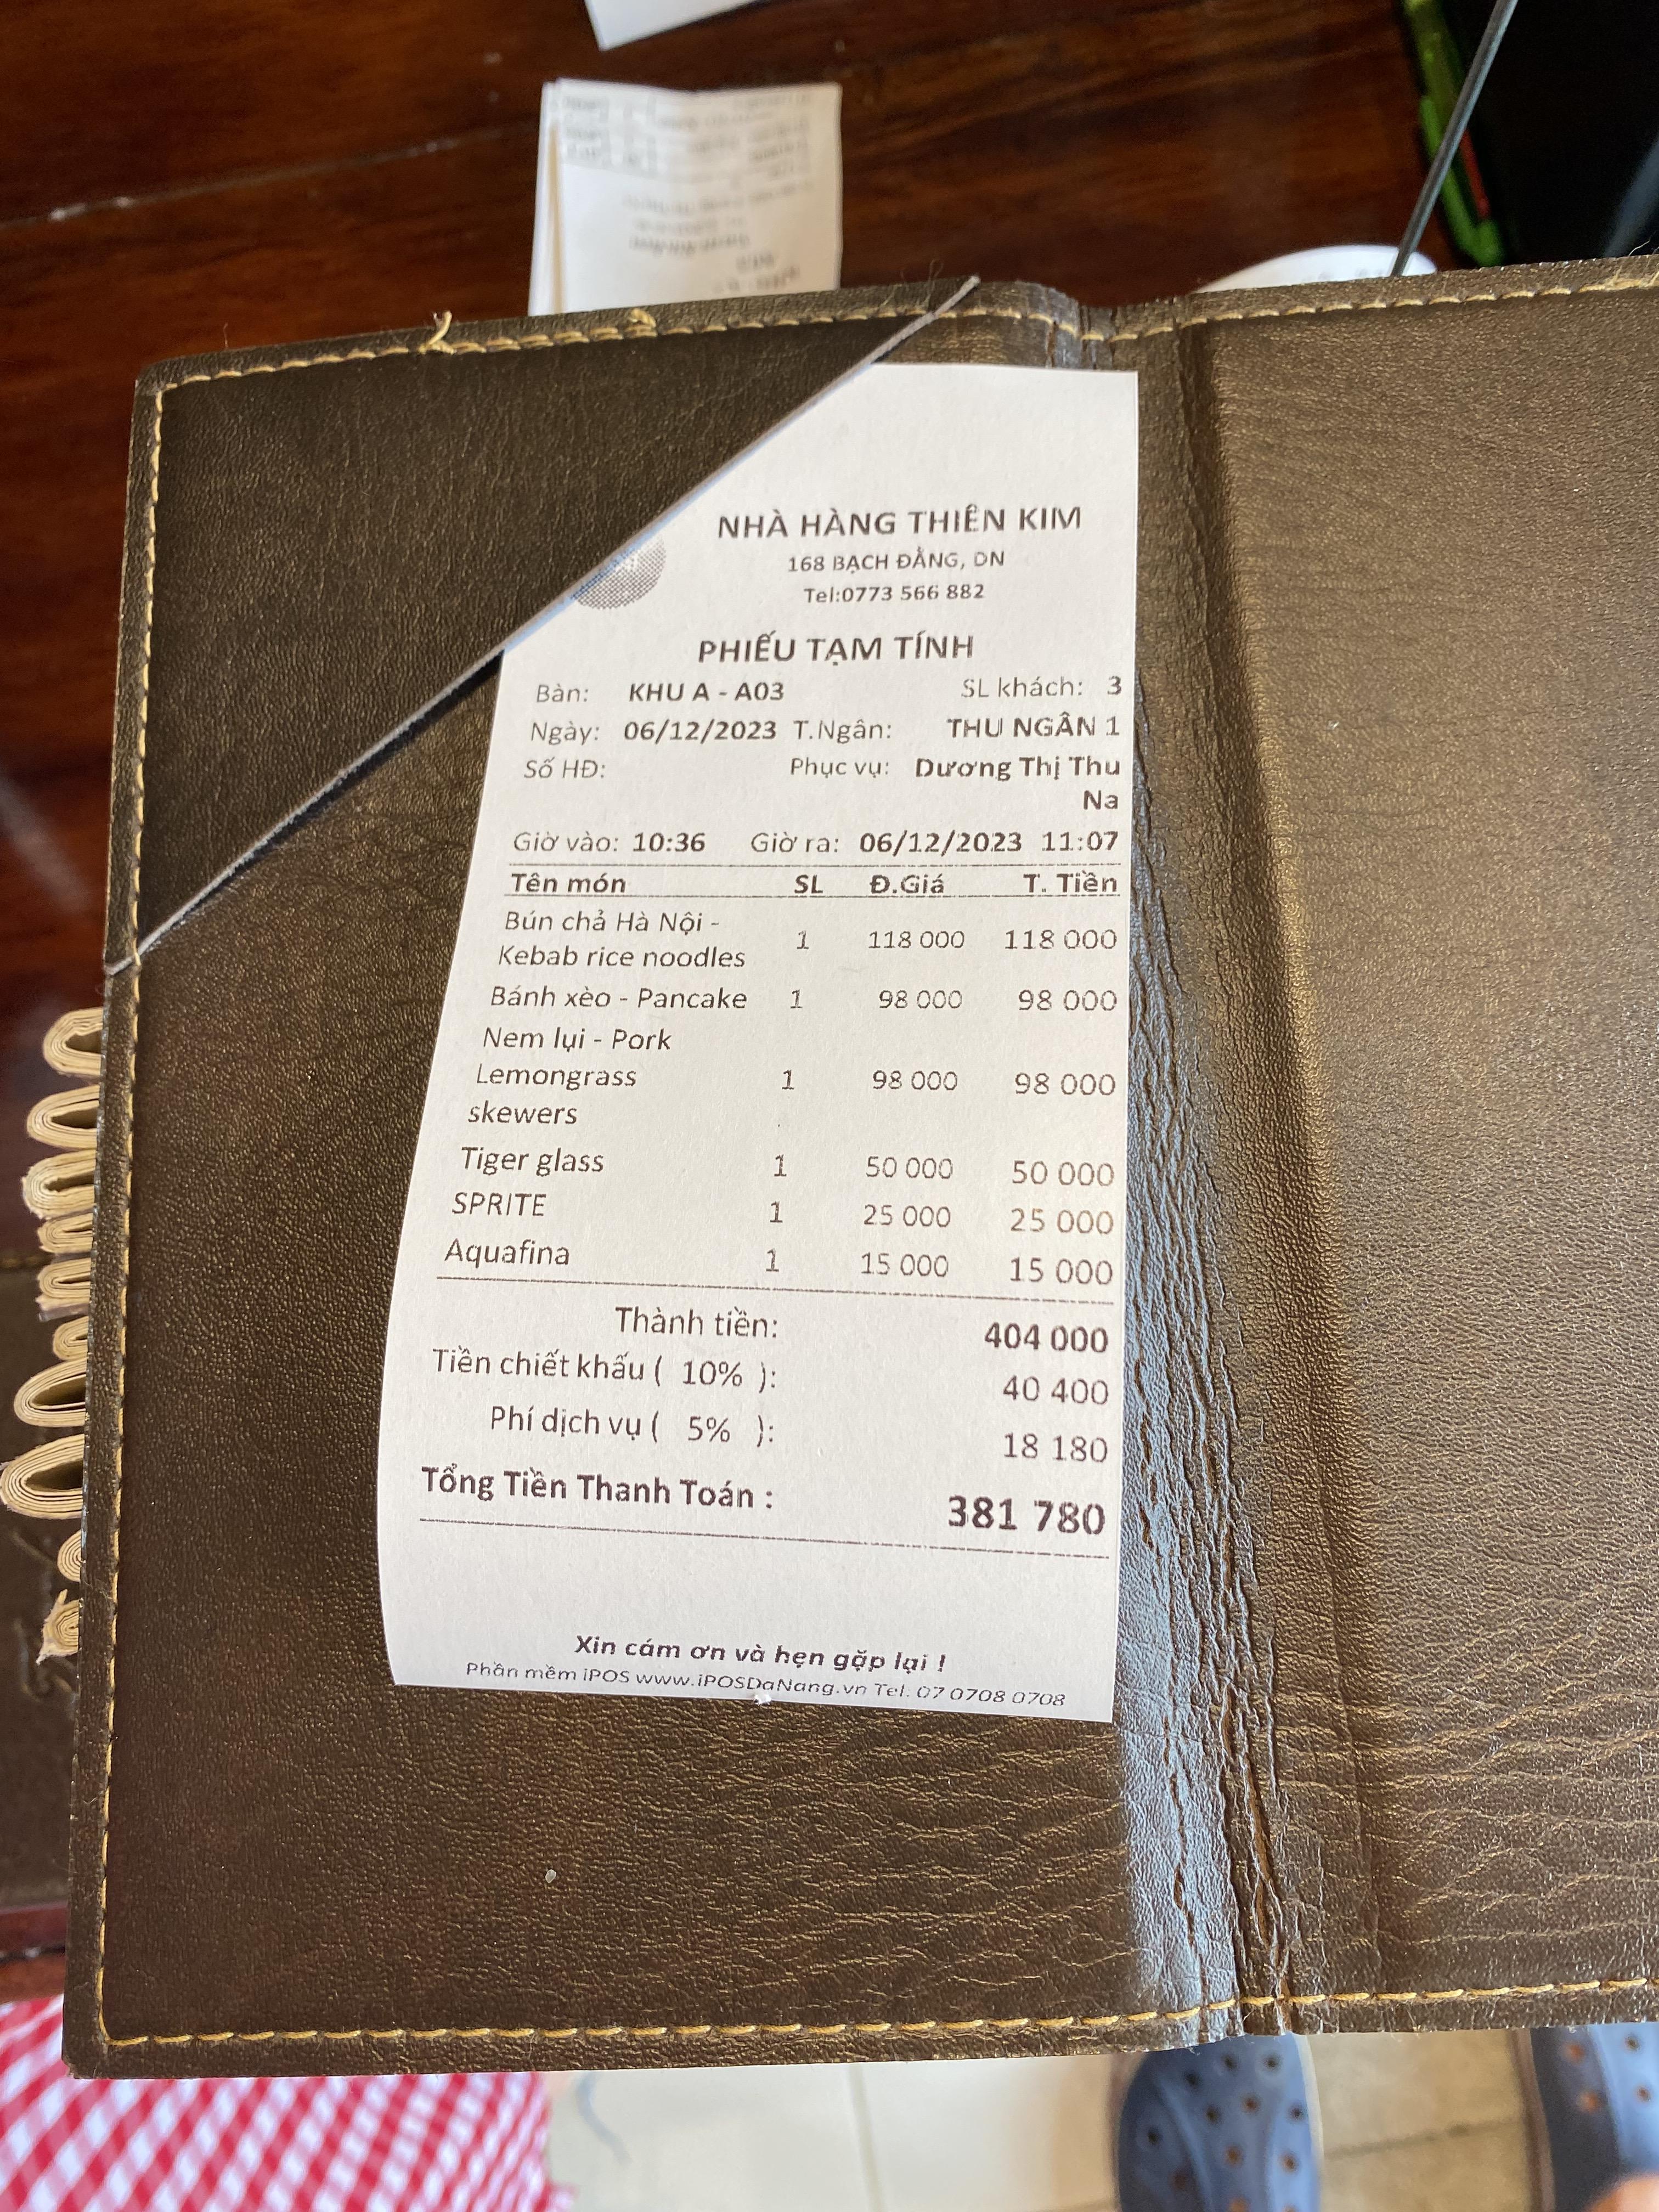 NHÀ HÀNG THIÊN KIM
168 BẠCH ĐẰNG, DN
Tel:0773 566 882
PHIẾU TẠM TÍNH
Bàn: KHU A - A03 SL khách: 3
Ngày: 06/12/2023 T.Ngân: THU NGÂN 1
Số HĐ: Phục vụ: Dương Thị Thu
Na
Giờ vào: 10:36 Giờ ra: 06/12/2023 11:07
Tên món SL Đ.Giá T. Tiền
Bún chả Hà Nội -
Kebab rice noodles 1 118 000 118 000
Bánh xèo - Pancake 1 98 000 98 000
Nem lụi - Pork
Lemongrass 1 98 000 98 000
skewers
Tiger glass 1 50 000 50 000
SPRITE 1 25 000 25 000
Aquafina 1 15 000 15 000
Thành tiền: 404 000
Tiền chiết khấu ( 10% ): 40 400
Phí dịch vụ ( 5% ): 18 180
Tổng Tiền Thanh Toán : 381 780
Xin cám ơn và hẹn gặp lại !
Phần mềm iPOS www.iPOSDaNang.vn Tel. 07 0708 0708